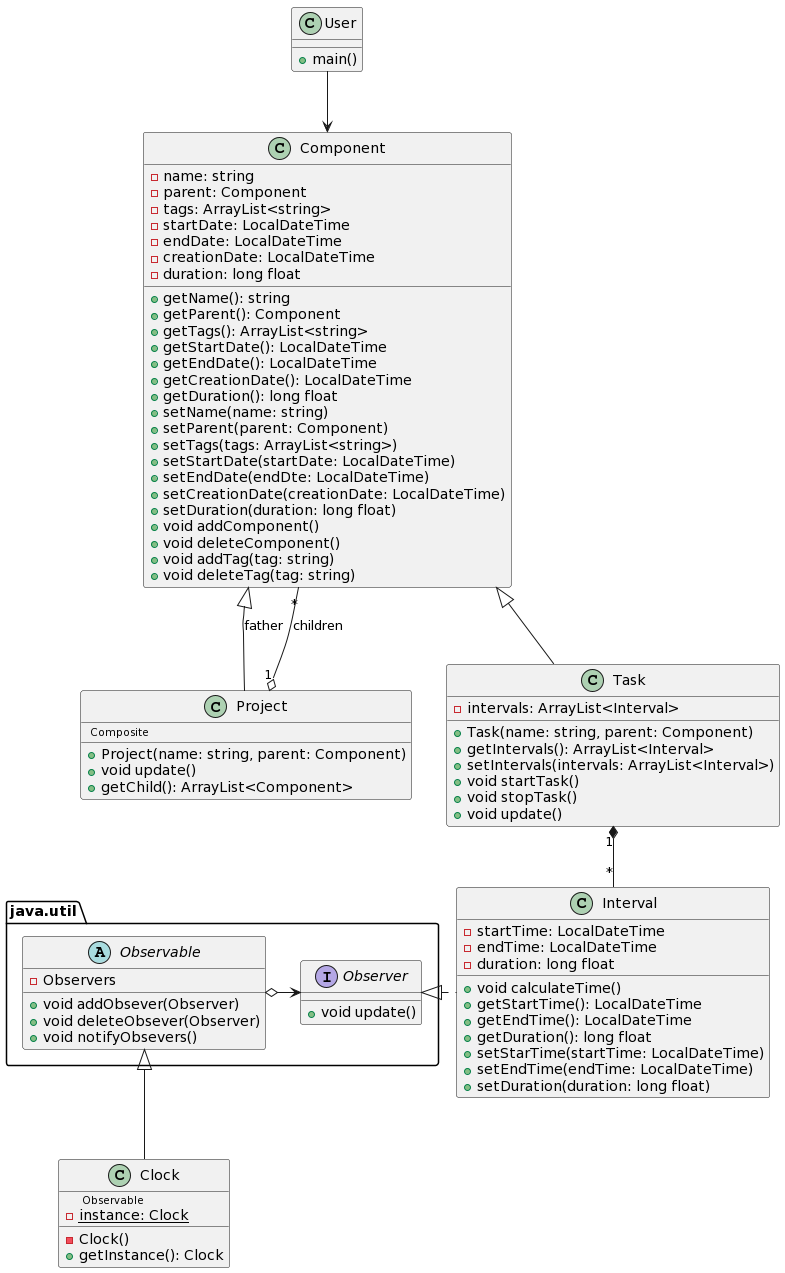 C User
main()
C Component
name: string
parent: Component
tags: ArrayList<string>
startDate: LocalDateTime
endDate: LocalDateTime
creationDate: LocalDateTime
duration: long float
getName(): string
getParent(): Component
getTags(): ArrayList<string>
getStartDate(): LocalDateTime
getEndDate(): LocalDateTime
getCreationDate(): LocalDateTime
getDuration(): long float
setName(name: string)
setParent(parent: Component)
setTags(tags: ArrayList<string>)
setStartDate(startDate: LocalDateTime)
setEndDate(endDte: LocalDateTime)
setCreationDate(creationDate: LocalDateTime)
setDuration(duration: long float)
void addComponent()
void deleteComponent()
void addTag(tag: string)
void deleteTag(tag: string)
*
father
children
1
C Project
Composite
Project(name: string, parent: Component)
void update()
getChild(): ArrayList<Component>
C Task
intervals: ArrayList<Interval>
Task(name: string, parent: Component)
getIntervals(): ArrayList<Interval>
setIntervals(intervals: ArrayList<Interval>)
void startTask()
void stopTask()
void update()
1
*
java.util
A Observable
Observers
void addObsever(Observer)
void deleteObsever(Observer)
void notifyObsevers()
I Observer
void update()
C Interval
startTime: LocalDateTime
endTime: LocalDateTime
duration: long float
void calculateTime()
getStartTime(): LocalDateTime
getEndTime(): LocalDateTime
getDuration(): long float
setStarTime(startTime: LocalDateTime)
setEndTime(endTime: LocalDateTime)
setDuration(duration: long float)
C Clock
Observable
instance: Clock
Clock()
getInstance(): Clock